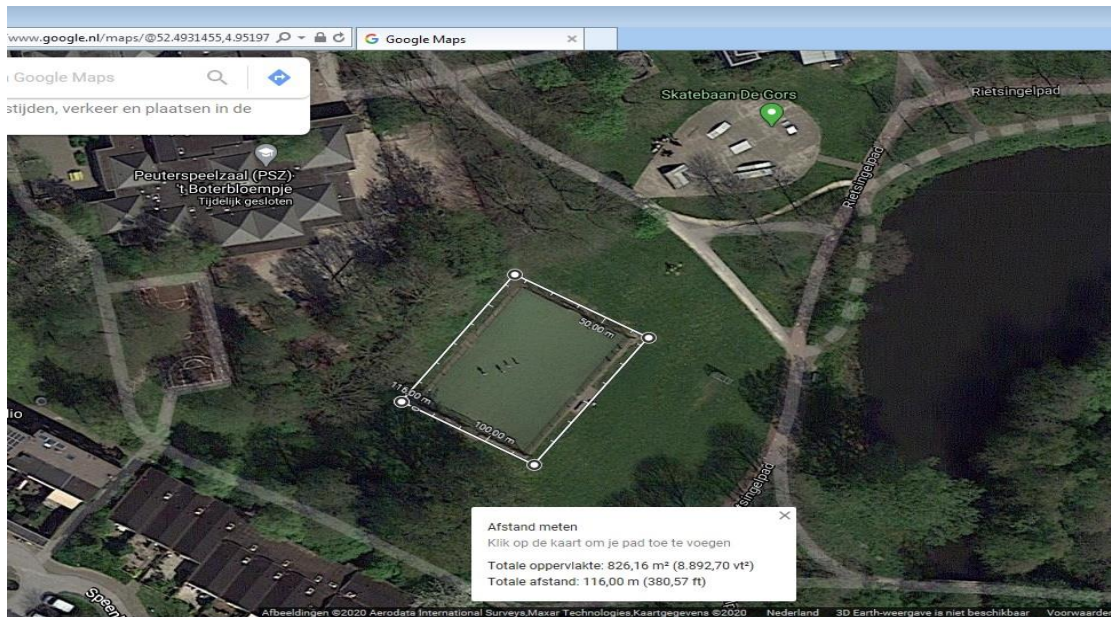 www.google.nl/maps/@52.4931455,4.95197
Google Maps
Google Maps
stijden, verkeer en plaatsen in de
Skatebaan De Gors
Rietsingelpad
Peuterspeelzaal (PSZ)
't Boterbloempje
Tijdelijk gesloten
Rietsingelpad
50,00 m
116,00 m
100,00 m
lio
singelpad
Afstand meten
Klik op de kaart om je pad toe te voegen
Totale oppervlakte: 826,16 m² (8.892,70 vt²)
Totale afstand: 116,00 m (380,57 ft)
Speen
Afbeeldingen ©2020 Aerodata International Surveys,Maxar Technologies,Kaartgegevens ©2020 Nederland 3D Earth-weergave is niet beschikbaar Voorwaarden